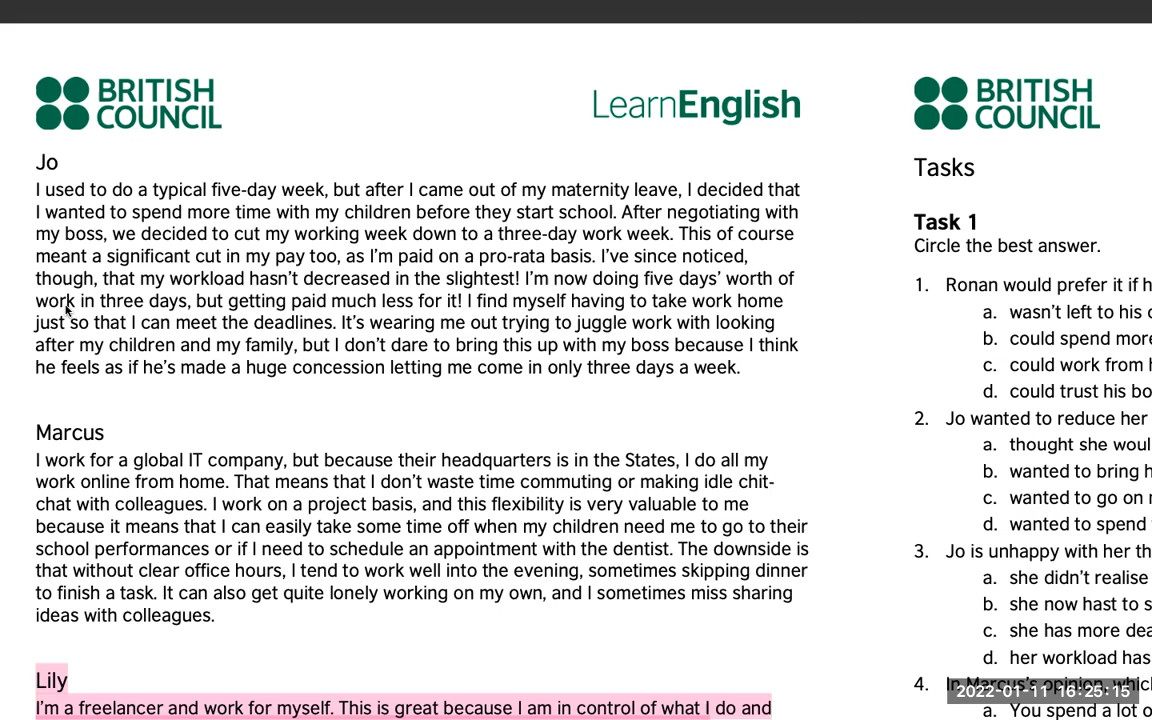 BRITISH
COUNCIL
LearnEnglish
Jo
I used to do a typical five-day week, but after I came out of my maternity leave, I decided that
I wanted to spend more time with my children before they start school. After negotiating with
my boss, we decided to cut my working week down to a three-day work week. This of course
meant a significant cut in my pay too, as I'm paid on a pro-rata basis. I've since noticed,
though, that my workload hasn't decreased in the slightest! I'm now doing five days' worth of
work in three days, but getting paid much less for it! I find myself having to take work home
just so that I can meet the deadlines. It's wearing me out trying to juggle work with looking
after my children and my family, but I don't dare to bring this up with my boss because I think
he feels as if he's made a huge concession letting me come in only three days a week.
Marcus
I work for a global IT company, but because their headquarters is in the States, I do all my
work online from home. That means that I don't waste time commuting or making idle chit-
chat with colleagues. I work on a project basis, and this flexibility is very valuable to me
because it means that I can easily take some time off when my children need me to go to their
school performances or if I need to schedule an appointment with the dentist. The downside is
that without clear office hours, I tend to work well into the evening, sometimes skipping dinner
to finish a task. It can also get quite lonely working on my own, and I sometimes miss sharing
ideas with colleagues.
Lily
I'm a freelancer and work for myself. This is great because I am in control of what I do and
BRITISH
COUNCIL
Tasks
Task 1
Circle the best answer.
1. Ronan would prefer it if h
a. wasn't left to his
b. could spend more
c. could work from
d. could trust his bo
2. Jo wanted to reduce her
a. thought she woul
b. wanted to bring h
c. wanted to go on
d. wanted to spend
3. Jo is unhappy with her th
a. she didn't realise
b. she now hast to s
c. she has more dea
d. her workload has
4. In Marcus's opinion, whic
a. You spend a lot o
2022-01-11 16:25:15